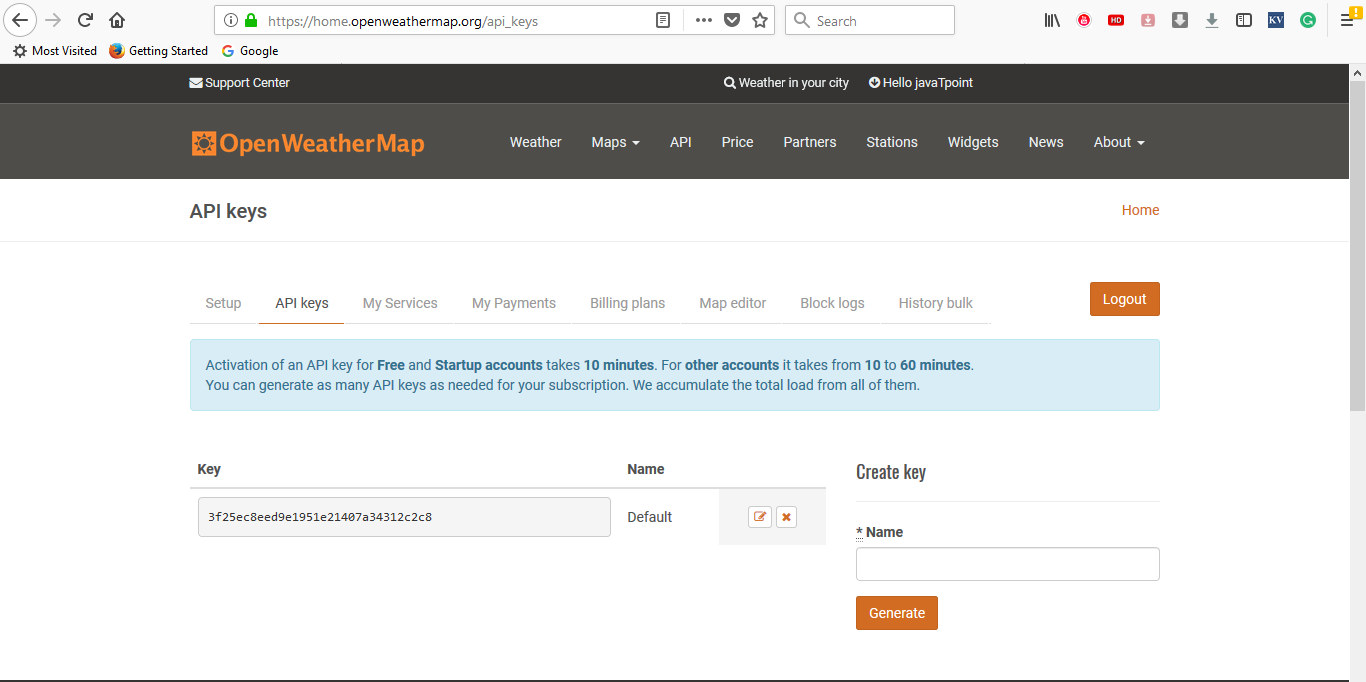 https://home.openweathermap.org/api_keys
Search
HD
KV
Most Visited
Getting Started
Google
Support Center
Weather in your city
Hello javaTpoint
OpenWeatherMap
Weather
Maps
API
Price
Partners
Stations
Widgets
News
About
API keys
Home
Setup
API keys
My Services
My Payments
Billing plans
Map editor
Block logs
History bulk
Logout
Activation of an API key for Free and Startup accounts takes 10 minutes. For other accounts it takes from 10 to 60 minutes.
You can generate as many API keys as needed for your subscription. We accumulate the total load from all of them.
Key
Name
Create key
3f25ec8eed9e1951e21407a34312c2c8
Default
* Name
Generate